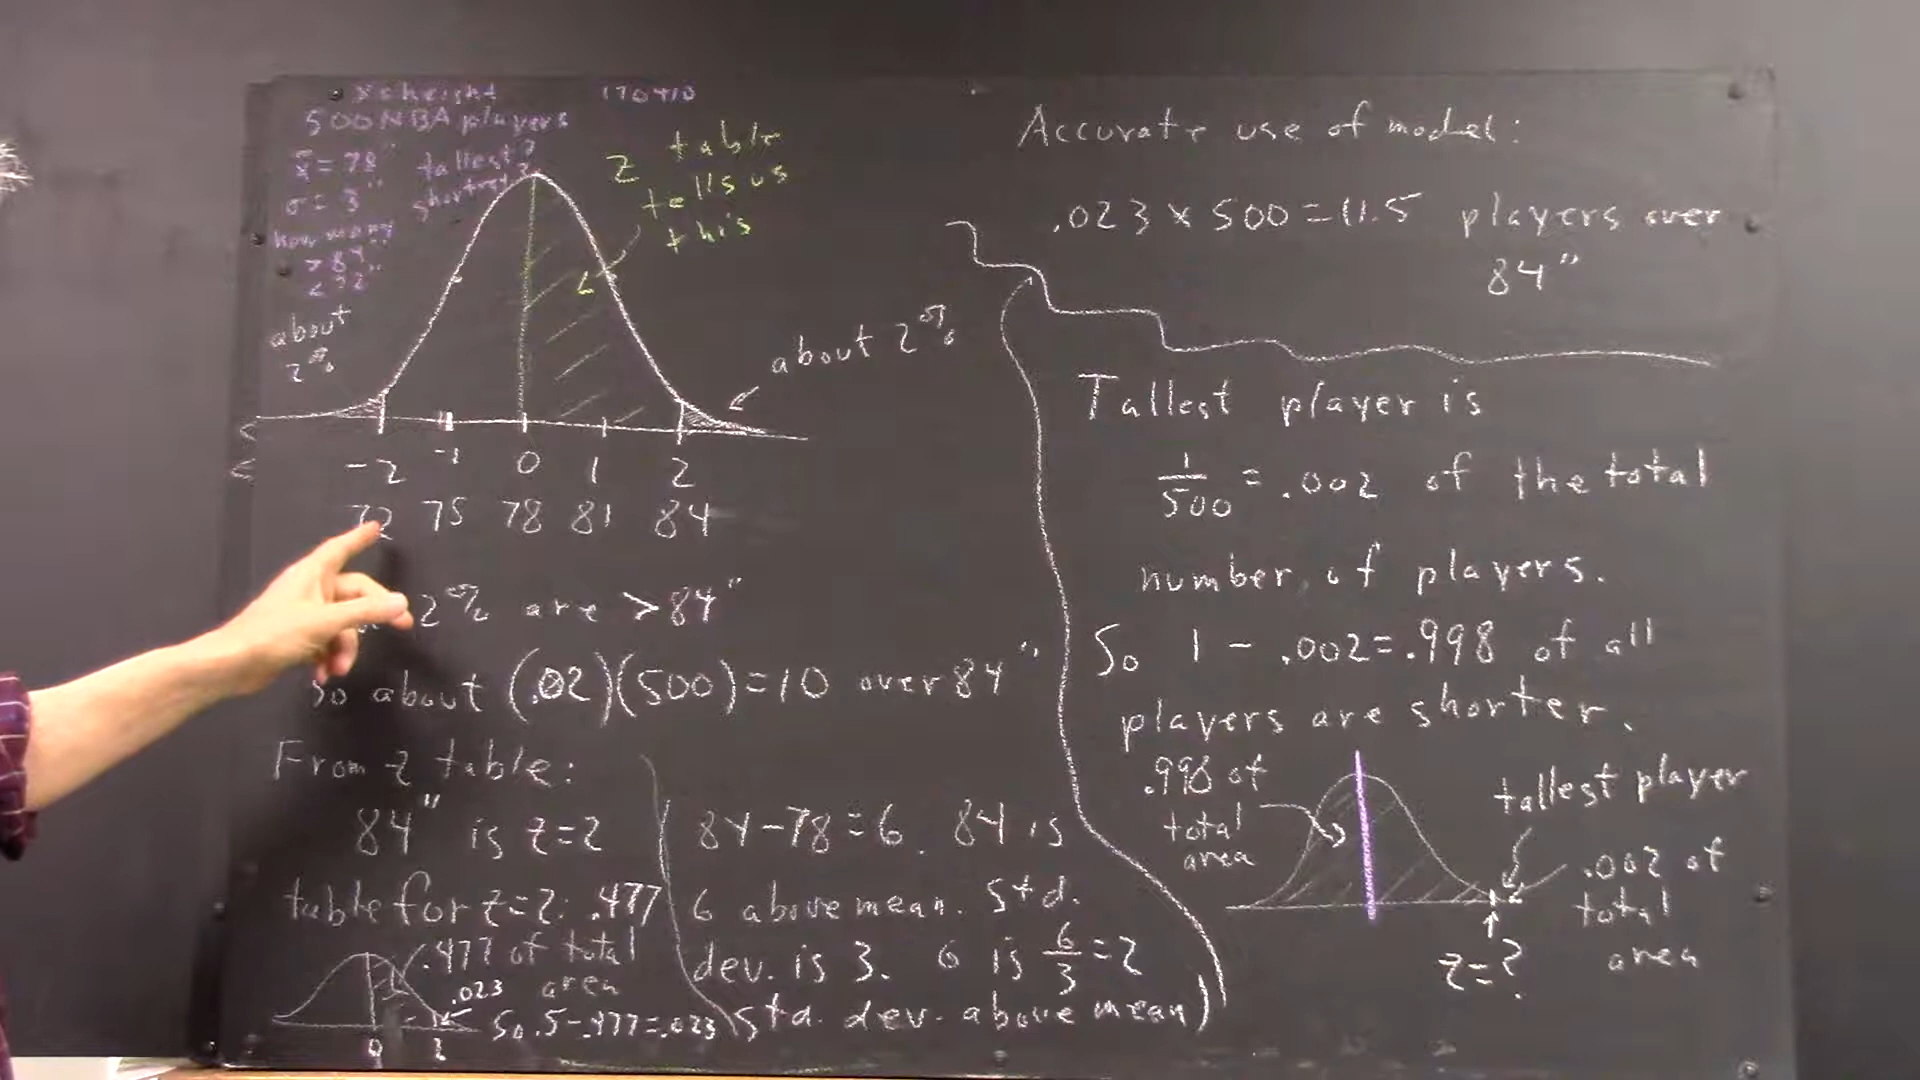 x = height 170410
500 NBA players
x̄ = 78" tallest?
σ = 3" shortest?
how many
> 84"?
< 72"
z table
tells us
this
about
2%
about 2%
-2 -1 0 1 2
72 75 78 81 84
2% are > 84"
So about (.02)(500) = 10 over 84"
From z table:
84" is z = 2
table for z = 2: .477
.477 of total
area
.023
So .5 - .477 = .023
0 2
84 - 78 = 6. 84 is
6 above mean. Std.
dev. is 3. 6 is 6/3 = 2
std. dev. above mean)
Accurate use of model:
.023 x 500 = 11.5 players over
84"
Tallest player is
1/500 = .002 of the total
number of players.
So 1 - .002 = .998 of all
players are shorter.
.998 of
total
area
tallest player
.002 of
total
area
z = ?